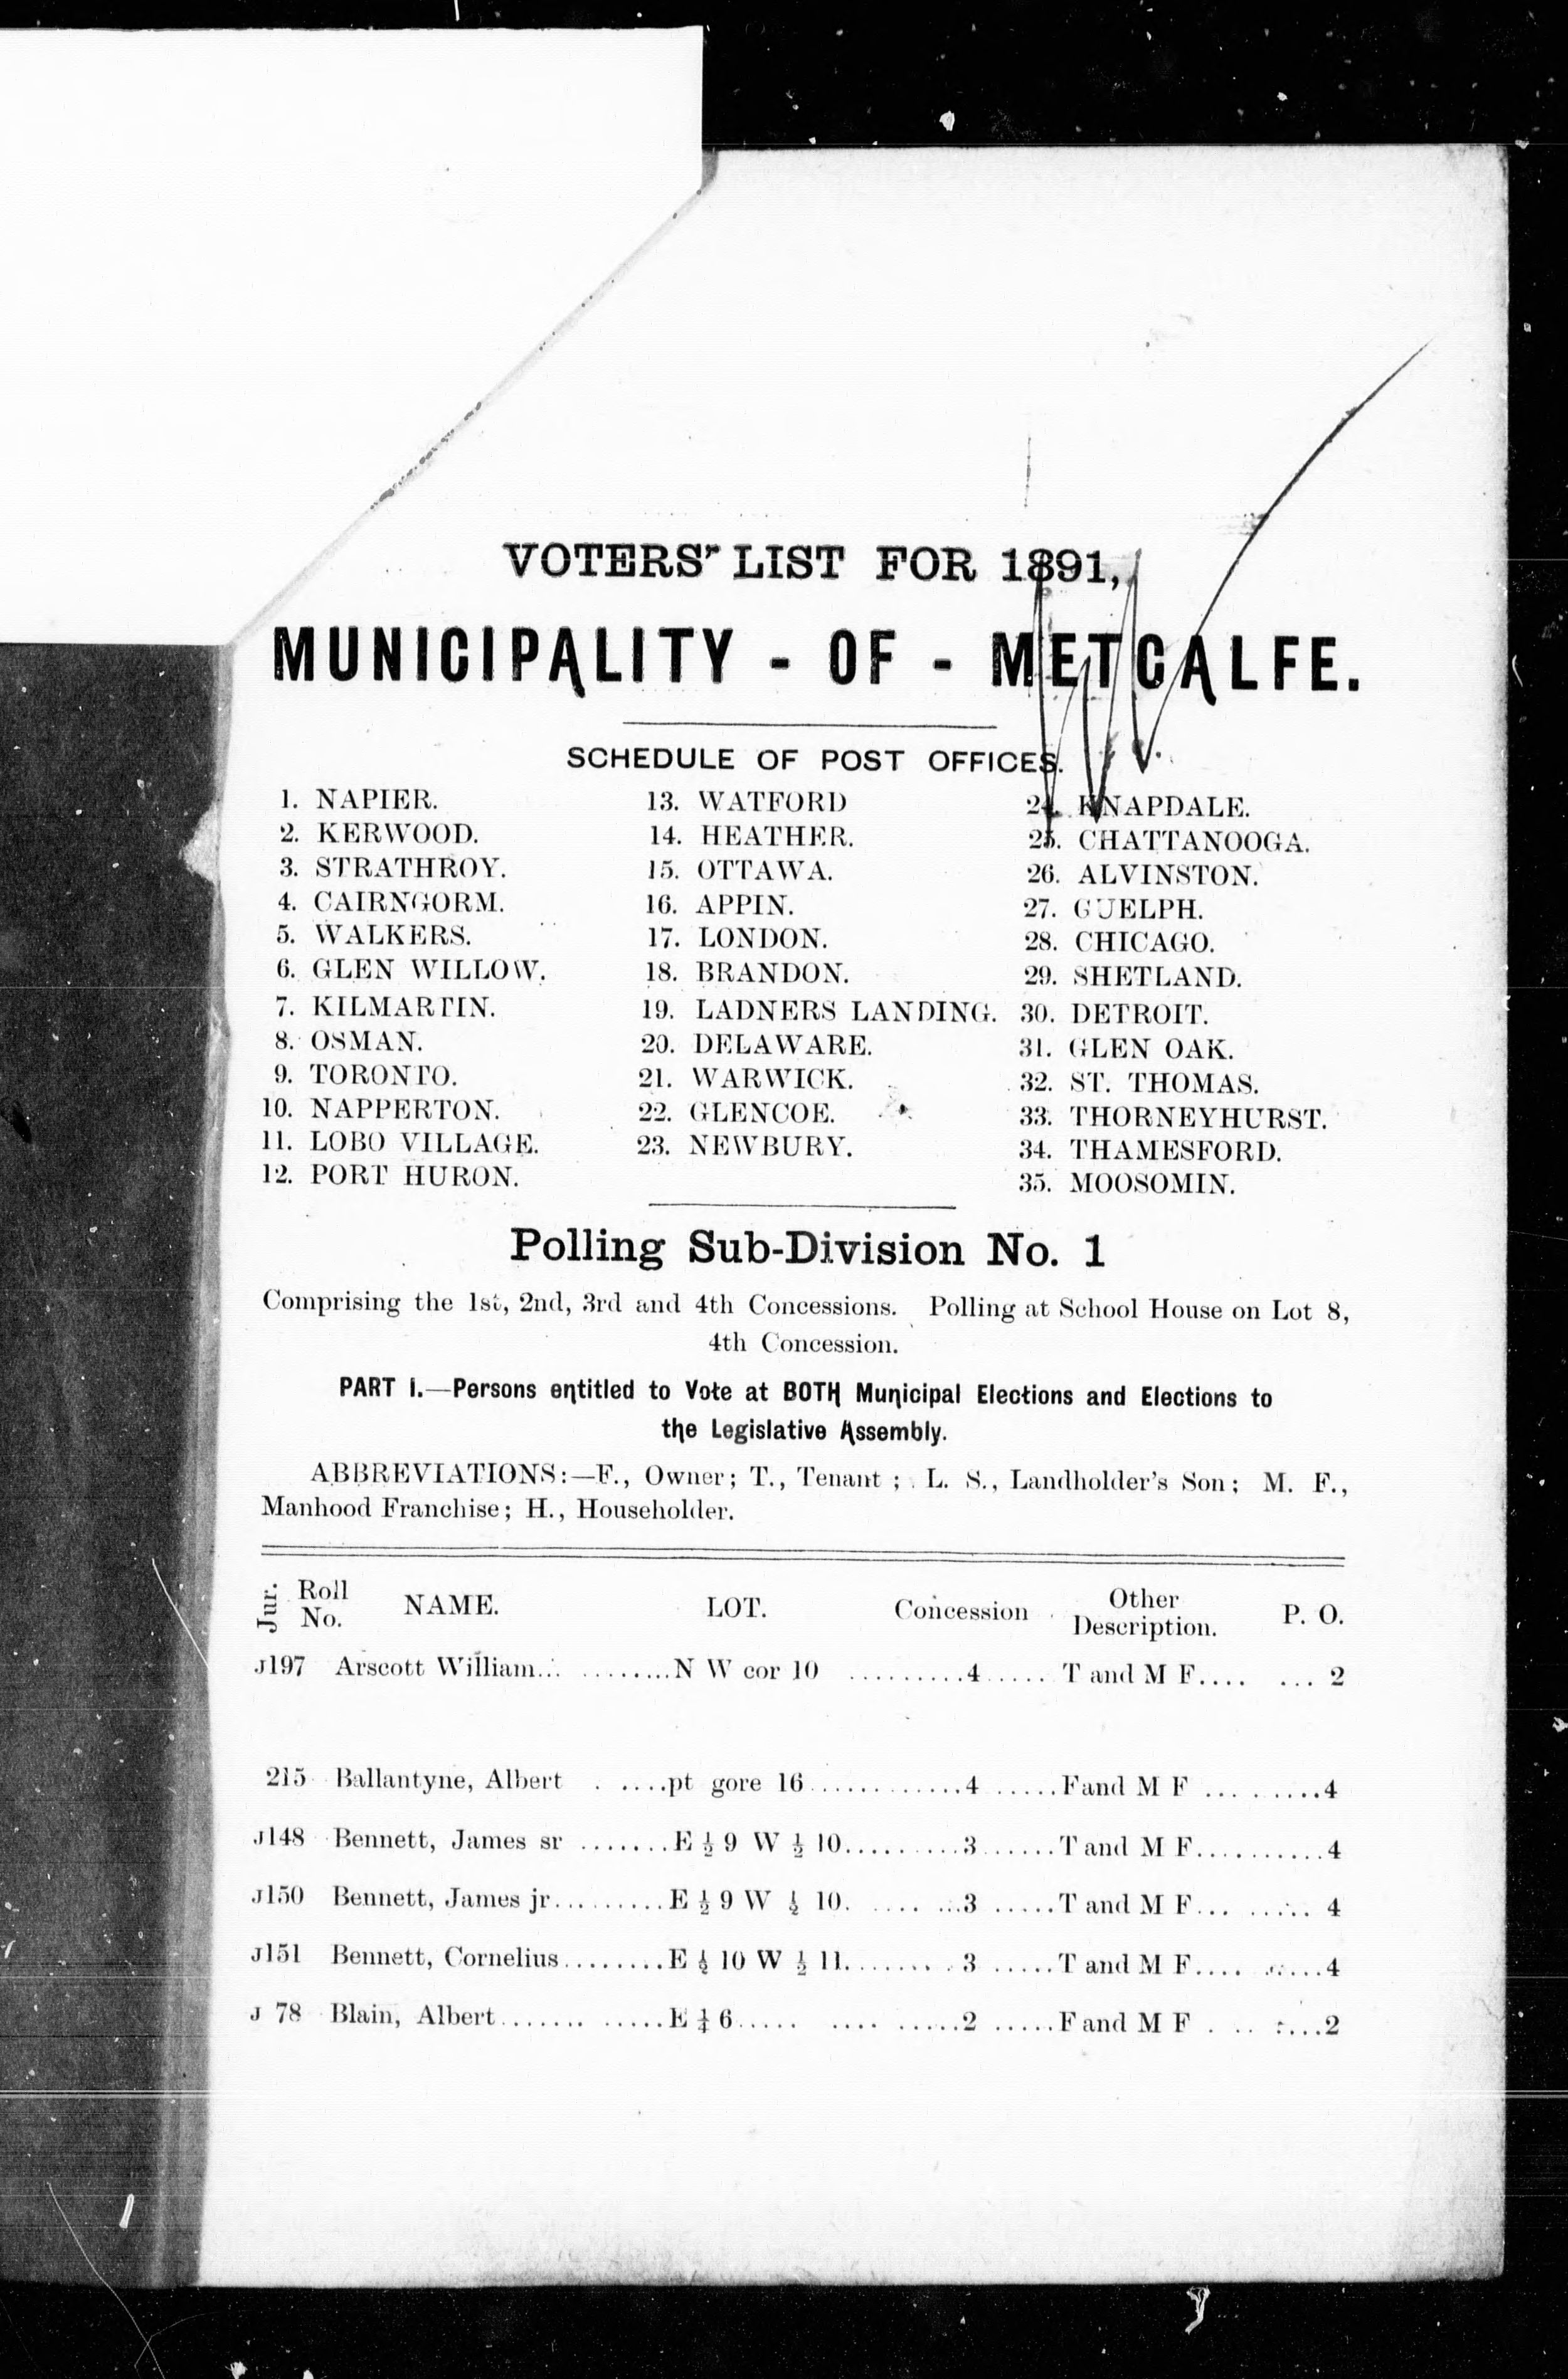 VOTERS' LIST FOR 1891,
MUNICIPALITY - OF - METCALFE.
SCHEDULE OF POST OFFICES.
1. NAPIER.
2. KERWOOD.
3. STRATHROY.
4. CAIRNGORM.
5. WALKERS.
6. GLEN WILLOW.
7. KILMARTIN.
8. OSMAN.
9. TORONTO.
10. NAPPERTON.
11. LOBO VILLAGE.
12. PORT HURON.
13. WATFORD
14. HEATHER.
15. OTTAWA.
16. APPIN.
17. LONDON.
18. BRANDON.
19. LADNERS LANDING.
20. DELAWARE.
21. WARWICK.
22. GLENCOE.
23. NEWBURY.
24. KNAPDALE.
25. CHATTANOOGA.
26. ALVINSTON.
27. GUELPH.
28. CHICAGO.
29. SHETLAND.
30. DETROIT.
31. GLEN OAK.
32. ST. THOMAS.
33. THORNEYHURST.
34. THAMESFORD.
35. MOOSOMIN.
Polling Sub-Division No. 1
Comprising the 1st, 2nd, 3rd and 4th Concessions. Polling at School House on Lot 8,
4th Concession.
PART I.—Persons entitled to Vote at BOTH Municipal Elections and Elections to
the Legislative Assembly.
ABBREVIATIONS:—F., Owner; T., Tenant ; L. S., Landholder's Son; M. F.,
Manhood Franchise; H., Householder.
Jur. Roll No. NAME. LOT. Concession Other Description. P. O.
J197 Arscott William............N W cor 10 .........4..... T and M F.... ... 2
215 Ballantyne, Albert . ....pt gore 16............4 .....F and M F ... .....4
J148 Bennett, James sr .......E ½ 9 W ½ 10.........3......T and M F..........4
J150 Bennett, James jr.........E ½ 9 W ½ 10. .... ...3 .....T and M F... ..... 4
J151 Bennett, Cornelius........E ½ 10 W ½ 11....... . 3 .....T and M F.... .....4
J 78 Blain, Albert....... .....E ¼ 6..... .... .....2 .....F and M F . .. ....2